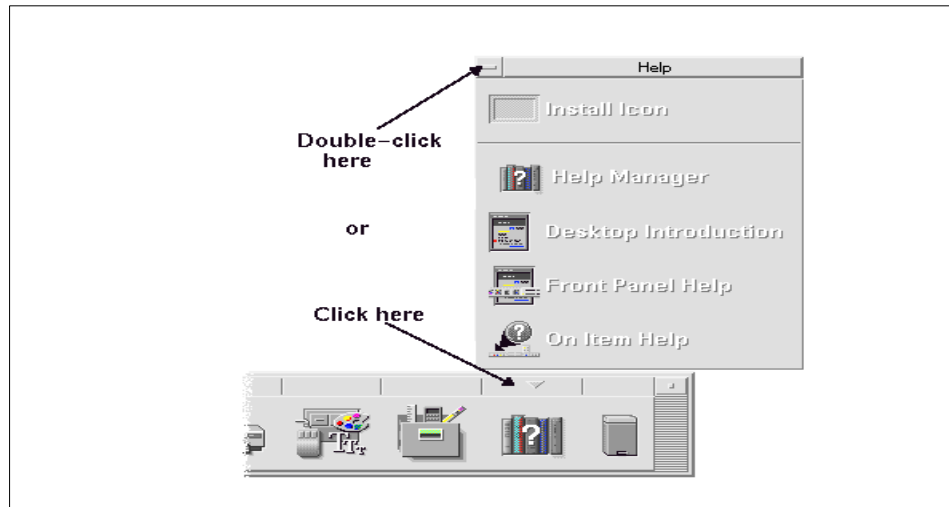 Help
Install Icon
Double-click
here
Help Manager
or
Desktop Introduction
Front Panel Help
Click here
On Item Help
?